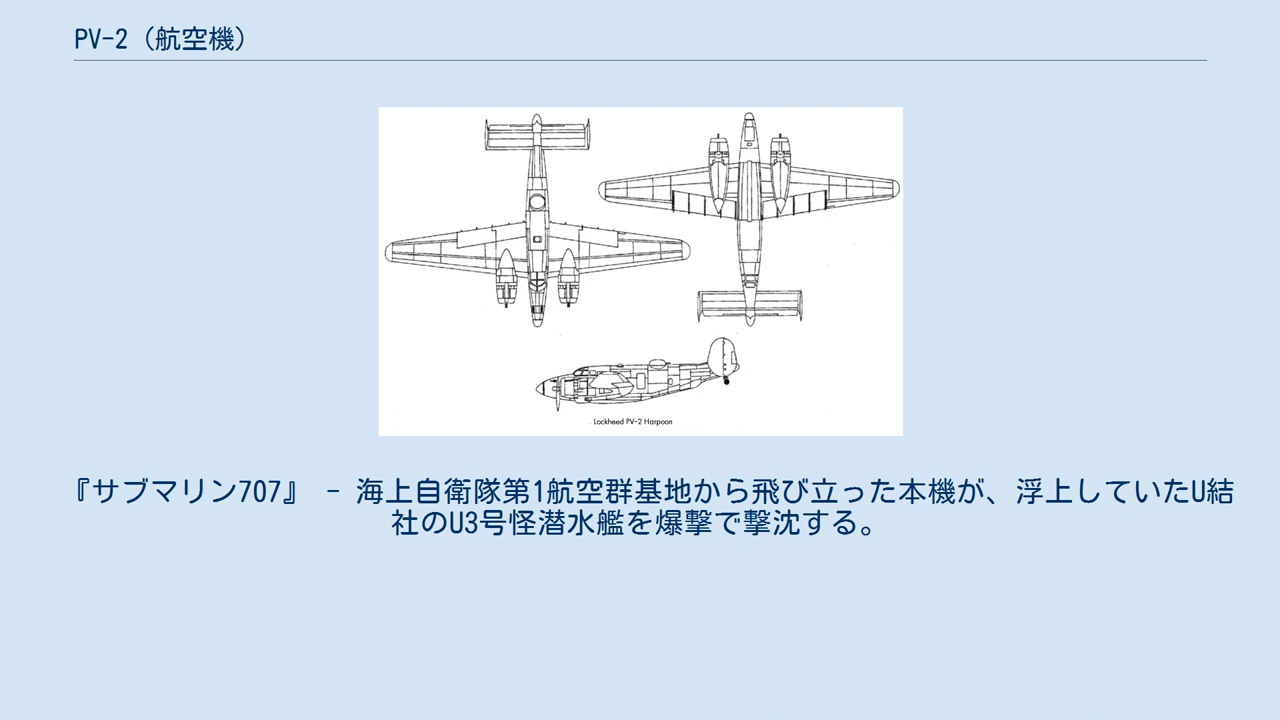 PV-2（航空機）
Lockheed PV-2 Harpoon
『サブマリン707』 - 海上自衛隊第1航空群基地から飛び立った本機が、浮上していたU結
社のU3号怪潜水艦を爆撃で撃沈する。